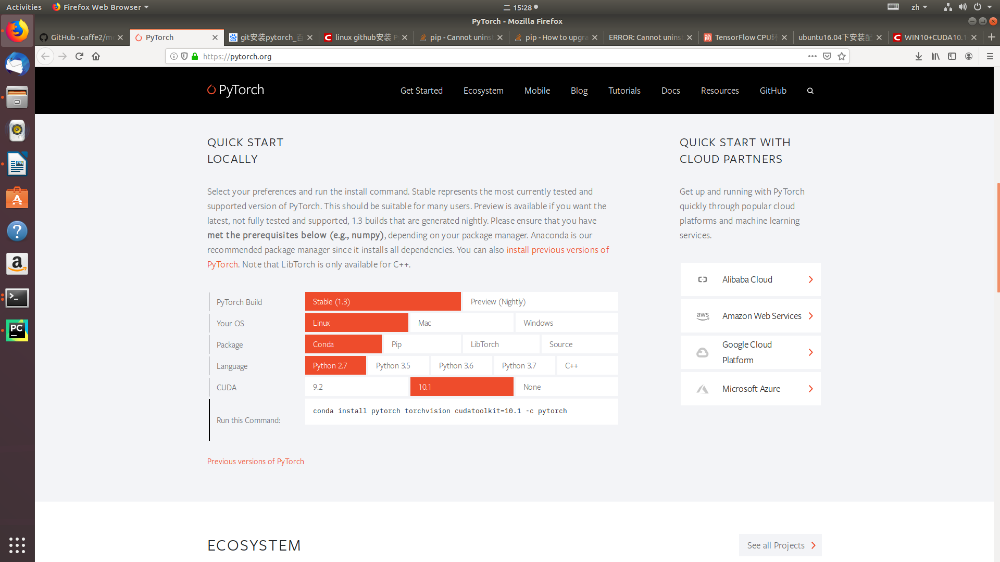 Activities
Firefox Web Browser
二 15:28
zh
PyTorch - Mozilla Firefox
GitHub - caffe2/m
PyTorch
git安装pytorch_百
linux github安装 P
pip - Cannot unins
pip - How to upgra
ERROR: Cannot unins
TensorFlow CPU环
ubuntu16.04下安装配
WIN10+CUDA10.1
https://pytorch.org
PyTorch
Get Started
Ecosystem
Mobile
Blog
Tutorials
Docs
Resources
GitHub
QUICK START
LOCALLY
Select your preferences and run the install command. Stable represents the most currently tested and
supported version of PyTorch. This should be suitable for many users. Preview is available if you want the
latest, not fully tested and supported, 1.3 builds that are generated nightly. Please ensure that you have
met the prerequisites below (e.g., numpy), depending on your package manager. Anaconda is our
recommended package manager since it installs all dependencies. You can also install previous versions of
PyTorch. Note that LibTorch is only available for C++.
PyTorch Build
Stable (1.3)
Preview (Nightly)
Your OS
Linux
Mac
Windows
Package
Conda
Pip
LibTorch
Source
Language
Python 2.7
Python 3.5
Python 3.6
Python 3.7
C++
CUDA
9.2
10.1
None
Run this Command:
conda install pytorch torchvision cudatoolkit=10.1 -c pytorch
Previous versions of PyTorch
QUICK START WITH
CLOUD PARTNERS
Get up and running with PyTorch
quickly through popular cloud
platforms and machine learning
services.
Alibaba Cloud
aws
Amazon Web Services
Google Cloud
Platform
Microsoft Azure
ECOSYSTEM
See all Projects